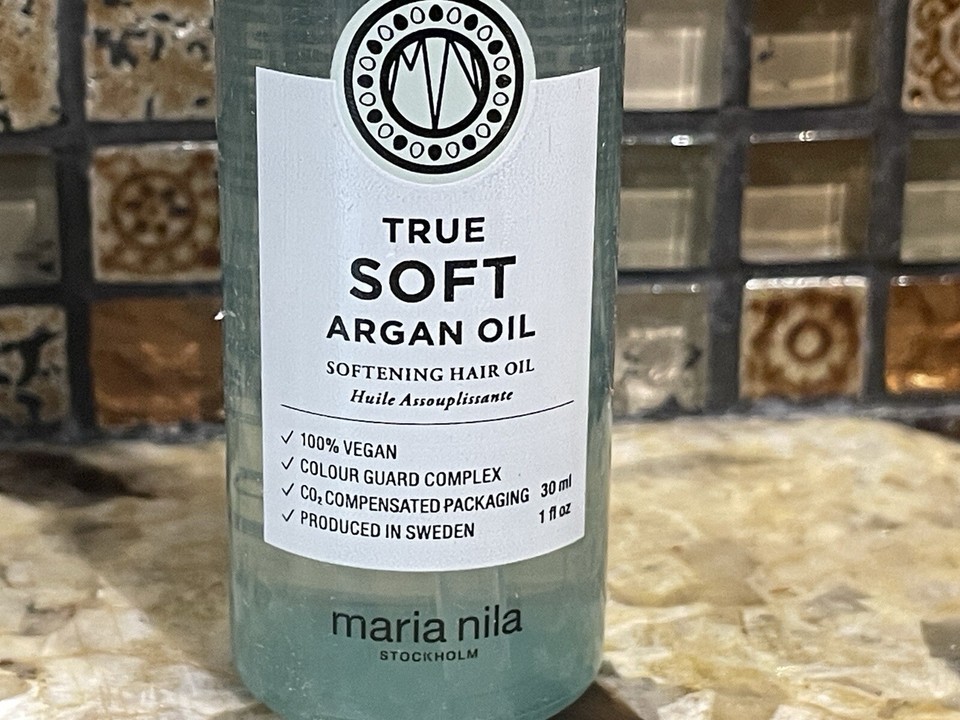 TRUE
SOFT
ARGAN OIL
SOFTENING HAIR OIL
Huile Assouplissante
✓ 100% VEGAN
✓ COLOUR GUARD COMPLEX
✓ CO₂ COMPENSATED PACKAGING 30 ml
✓ PRODUCED IN SWEDEN 1 fl oz
maria nila
STOCKHOLM